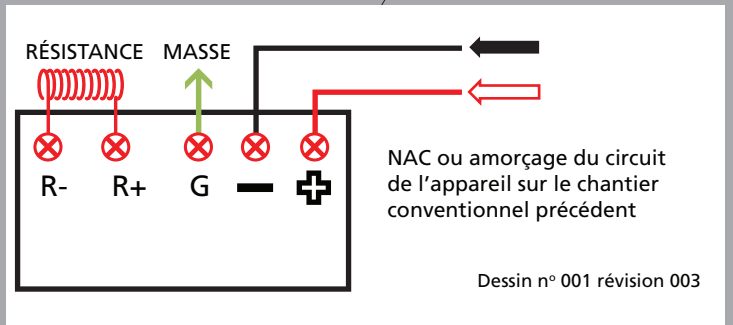 RÉSISTANCE MASSE
R- R+ G
NAC ou amorçage du circuit
de l'appareil sur le chantier
conventionnel précédent
Dessin nº 001 révision 003